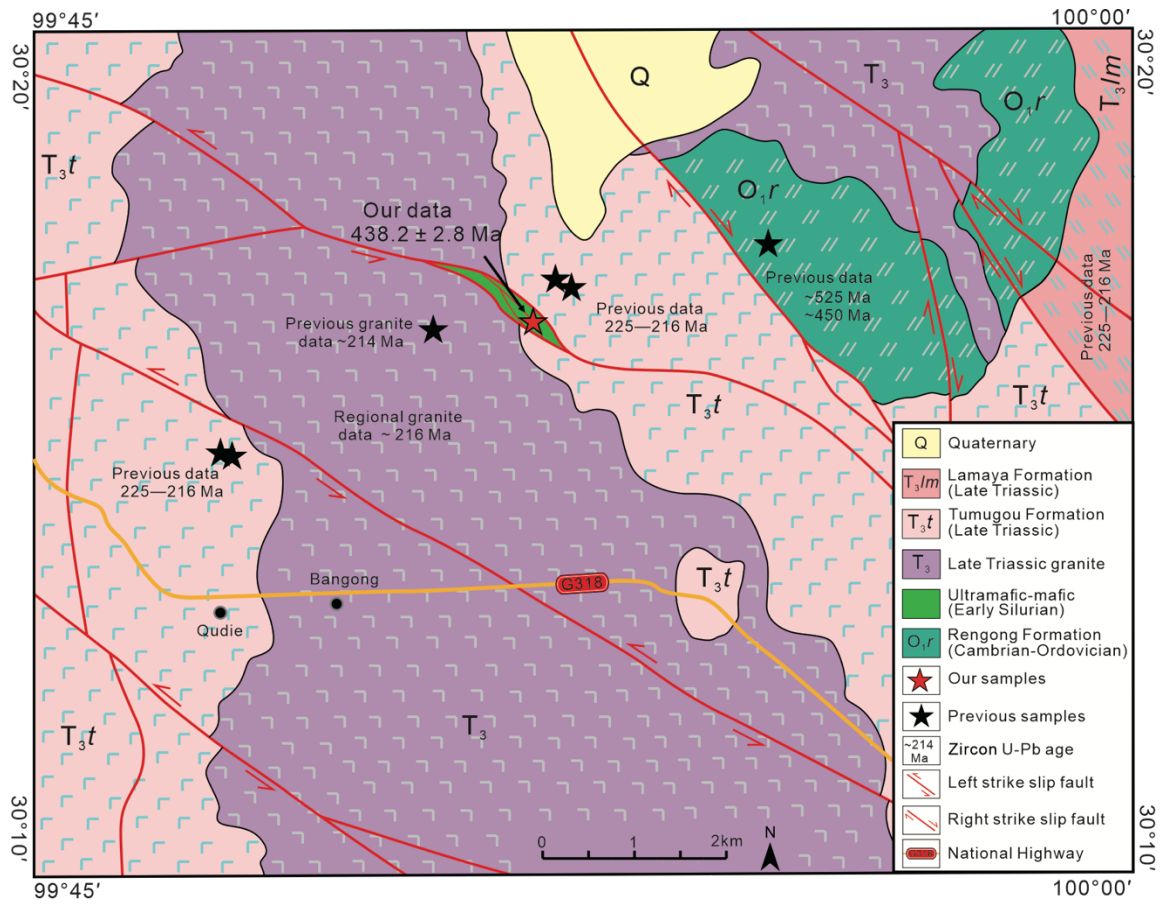 99°45′
100°00′
30°20′
30°20′
Q
T₃
O₁r
T₃lm
T₃t
O₁r
Our data
438.2 ± 2.8 Ma
Previous data
~525 Ma
~450 Ma
Previous data
225—216 Ma
Previous data
225—216 Ma
Previous granite
data ~214 Ma
T₃t
T₃t
Regional granite
data ~ 216 Ma
Previous data
225—216 Ma
Bangong
G318
T₃t
Qudie
T₃t
T₃
Q Quaternary
T₃lm Lamaya Formation
(Late Triassic)
T₃t Tumugou Formation
(Late Triassic)
T₃ Late Triassic granite
Ultramafic-mafic
(Early Silurian)
O₁r Rengong Formation
(Cambrian-Ordovician)
Our samples
Previous samples
~214
Ma
Zircon U-Pb age
Left strike slip fault
Right strike slip fault
G318 National Highway
0 2km
N
30°10′
30°10′
99°45′
100°00′